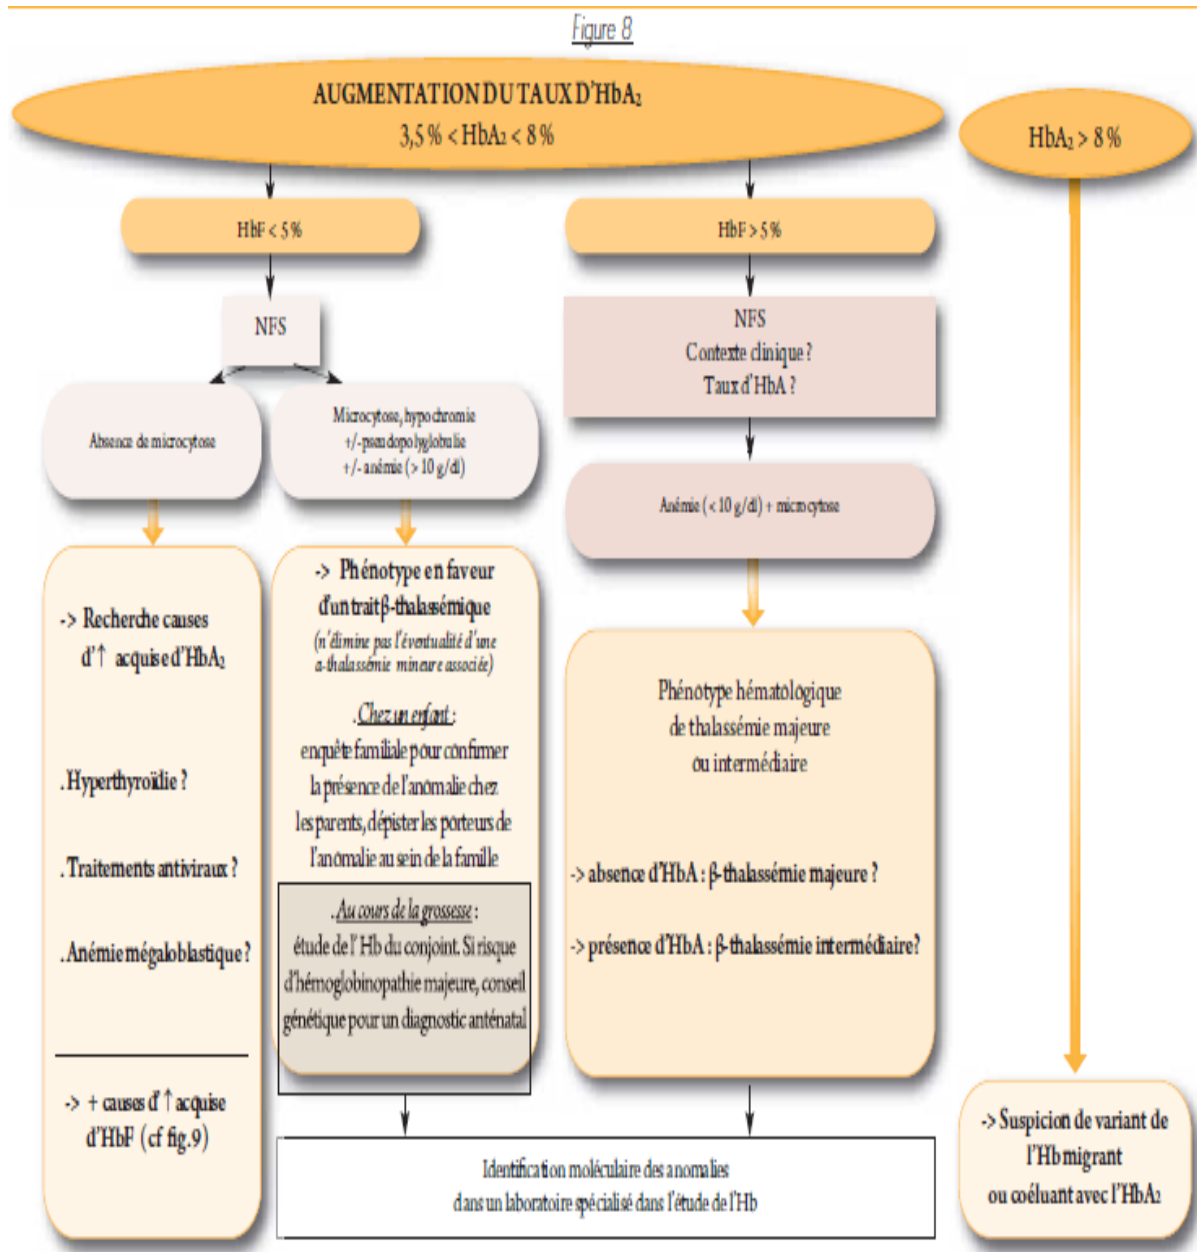 Figure 8
AUGMENTATION DU TAUX D'HbA₂
3,5 % < HbA₂ < 8 %
HbA₂ > 8 %
HbF < 5 %
HbF > 5 %
NFS
NFS
Contexte clinique ?
Taux d'HbA ?
Absence de microcytose
Microcytose, hypochromie
+/-pseudopolyglobulie
+/- anémie ( > 10 g/dl)
Anémie ( < 10 g/dl) + microcytose
-> Recherche causes
d'↑ acquise d'HbA₂
. Hyperthyroïdie ?
. Traitements antiviraux ?
. Anémie mégaloblastique ?
-> + causes d'↑ acquise
d'HbF (cf fig.9)
-> Phénotype en faveur
d'un trait β-thalassémique
(n'élimine pas l'éventualité d'une
α-thalassémie mineure associée)
. Chez un enfant :
enquête familiale pour confirmer
la présence de l'anomalie chez
les parents, dépister les porteurs de
l'anomalie au sein de la famille
. Au cours de la grossesse :
étude de l'Hb du conjoint. Si risque
d'hémoglobinopathie majeure, conseil
génétique pour un diagnostic anténatal
Phénotype hématologique
de thalassémie majeure
ou intermédiaire
-> absence d'HbA : β-thalassémie majeure ?
-> présence d'HbA : β-thalassémie intermédiaire?
Identification moléculaire des anomalies
dans un laboratoire spécialisé dans l'étude de l'Hb
-> Suspicion de variant de
l'Hb migrant
ou coéluant avec l'HbA₂